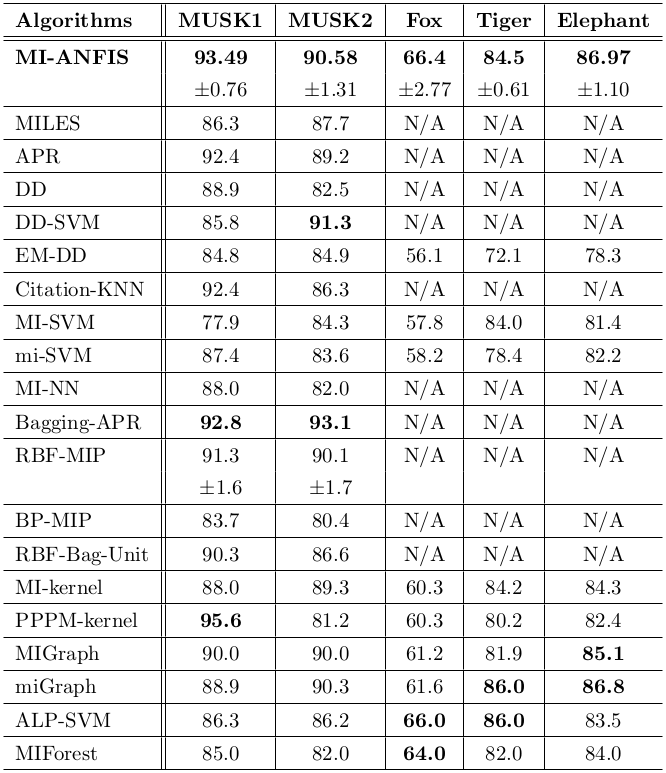 Algorithms MUSK1 MUSK2 Fox Tiger Elephant
MI-ANFIS 93.49 90.58 66.4 84.5 86.97
±0.76 ±1.31 ±2.77 ±0.61 ±1.10
MILES 86.3 87.7 N/A N/A N/A
APR 92.4 89.2 N/A N/A N/A
DD 88.9 82.5 N/A N/A N/A
DD-SVM 85.8 91.3 N/A N/A N/A
EM-DD 84.8 84.9 56.1 72.1 78.3
Citation-KNN 92.4 86.3 N/A N/A N/A
MI-SVM 77.9 84.3 57.8 84.0 81.4
mi-SVM 87.4 83.6 58.2 78.4 82.2
MI-NN 88.0 82.0 N/A N/A N/A
Bagging-APR 92.8 93.1 N/A N/A N/A
RBF-MIP 91.3 90.1 N/A N/A N/A
±1.6 ±1.7
BP-MIP 83.7 80.4 N/A N/A N/A
RBF-Bag-Unit 90.3 86.6 N/A N/A N/A
MI-kernel 88.0 89.3 60.3 84.2 84.3
PPPM-kernel 95.6 81.2 60.3 80.2 82.4
MIGraph 90.0 90.0 61.2 81.9 85.1
miGraph 88.9 90.3 61.6 86.0 86.8
ALP-SVM 86.3 86.2 66.0 86.0 83.5
MIForest 85.0 82.0 64.0 82.0 84.0